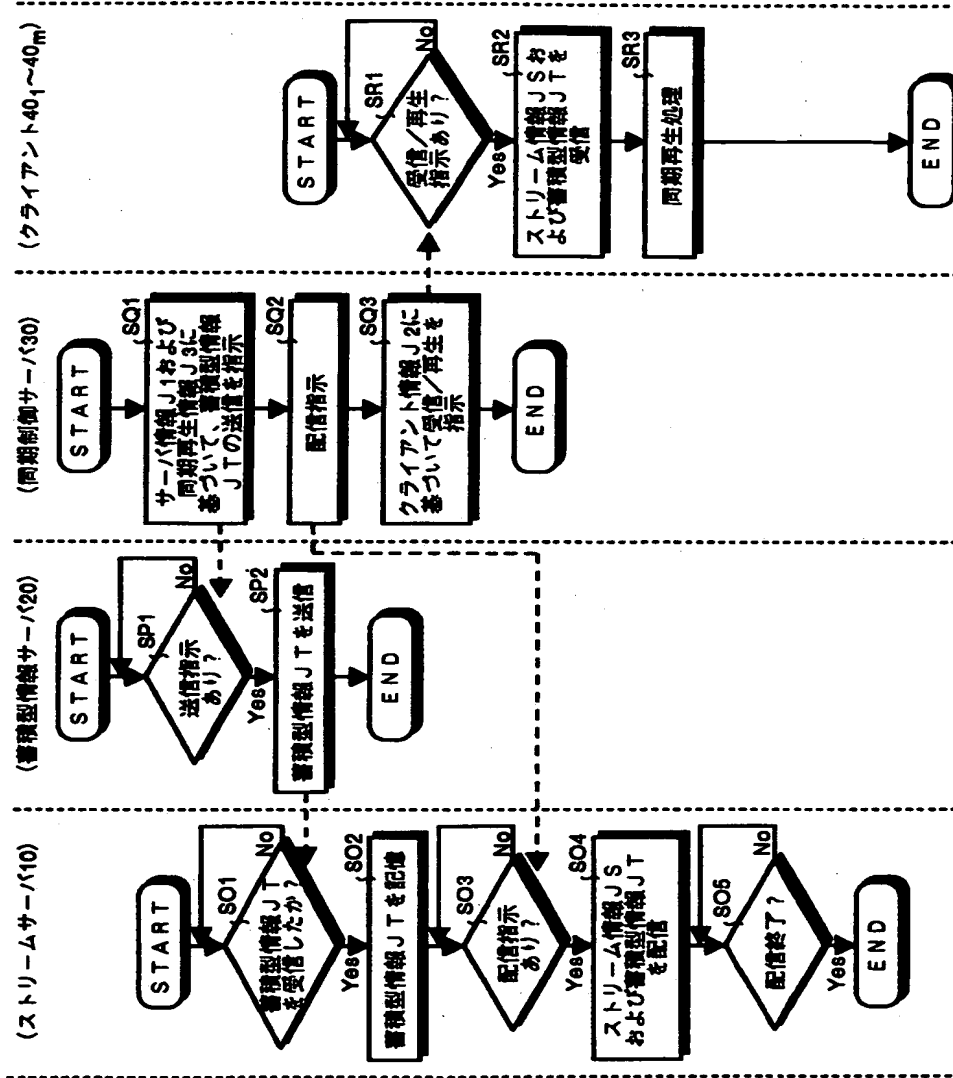 (ストリームサーバ10)
START
SO1
蓄積型情報JT
を受信したか?
No
Yes
SO2
蓄積型情報JTを記憶
SO3
配信指示
あり?
No
Yes
SO4
ストリーム情報JS
および蓄積型情報JT
を配信
SO5
配信終了?
No
Yes
END
(蓄積型情報サーバ20)
START
SP1
送信指示
あり?
No
Yes
SP2
蓄積型情報JTを送信
END
(同期制御サーバ30)
START
SQ1
サーバ情報J1および
同期再生情報J3に
基づいて、蓄積型情報
JTの送信を指示
SQ2
配信指示
SQ3
クライアント情報J2に
基づいて受信/再生を
指示
END
(クライアント40₁~40m)
START
SR1
受信/再生
指示あり?
No
Yes
SR2
ストリーム情報JSお
よび蓄積型情報JTを
受信
SR3
同期再生処理
END